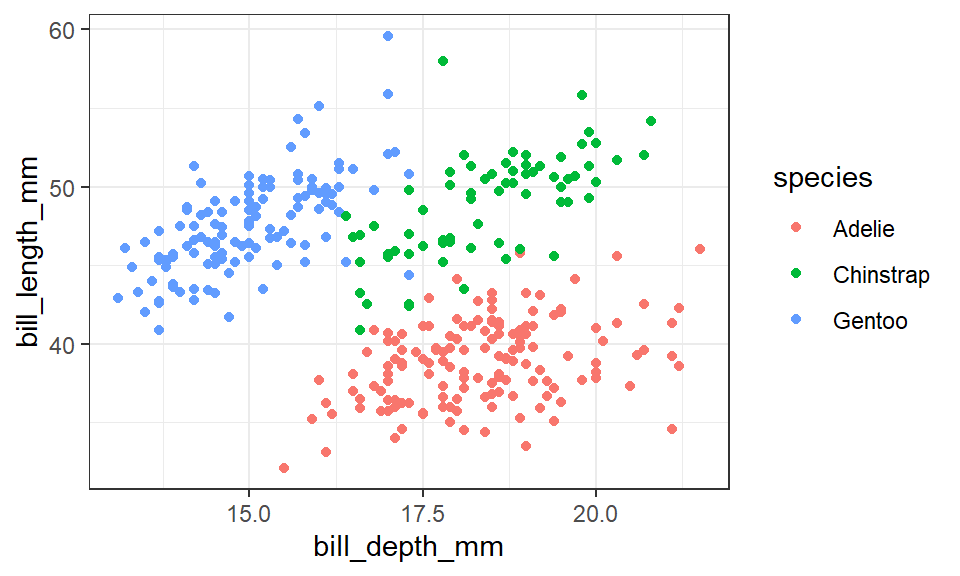 60
50
40
bill_length_mm
15.0 17.5 20.0
bill_depth_mm
species
Adelie
Chinstrap
Gentoo